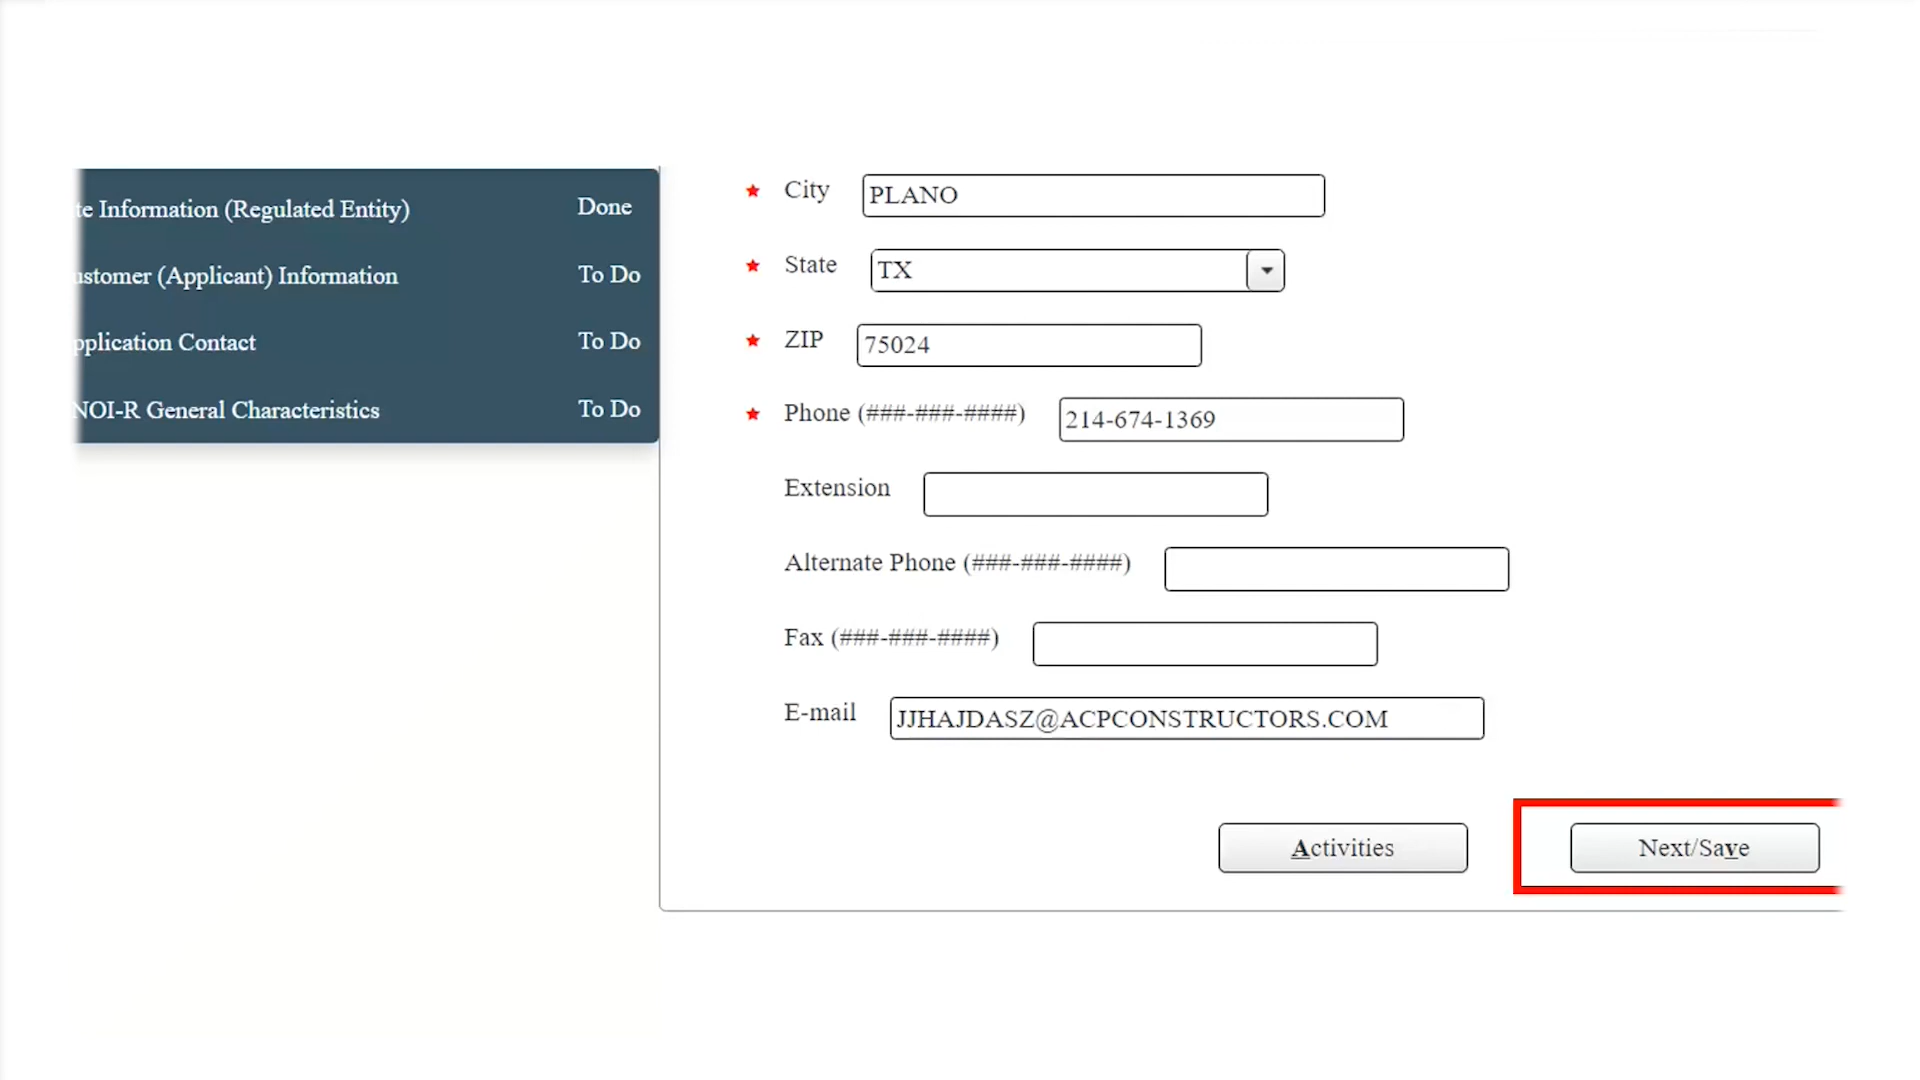 te Information (Regulated Entity) Done
ustomer (Applicant) Information To Do
pplication Contact To Do
NOI-R General Characteristics To Do
★ City PLANO
★ State TX
★ ZIP 75024
★ Phone (###-###-####) 214-674-1369
Extension
Alternate Phone (###-###-####)
Fax (###-###-####)
E-mail JJHAJDASZ@ACPCONSTRUCTORS.COM
Activities Next/Save